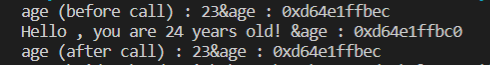 age (before call) : 23&age : 0xd64e1ffbec
Hello , you are 24 years old! &age : 0xd64e1ffbc0
age (after call) : 23&age : 0xd64e1ffbec